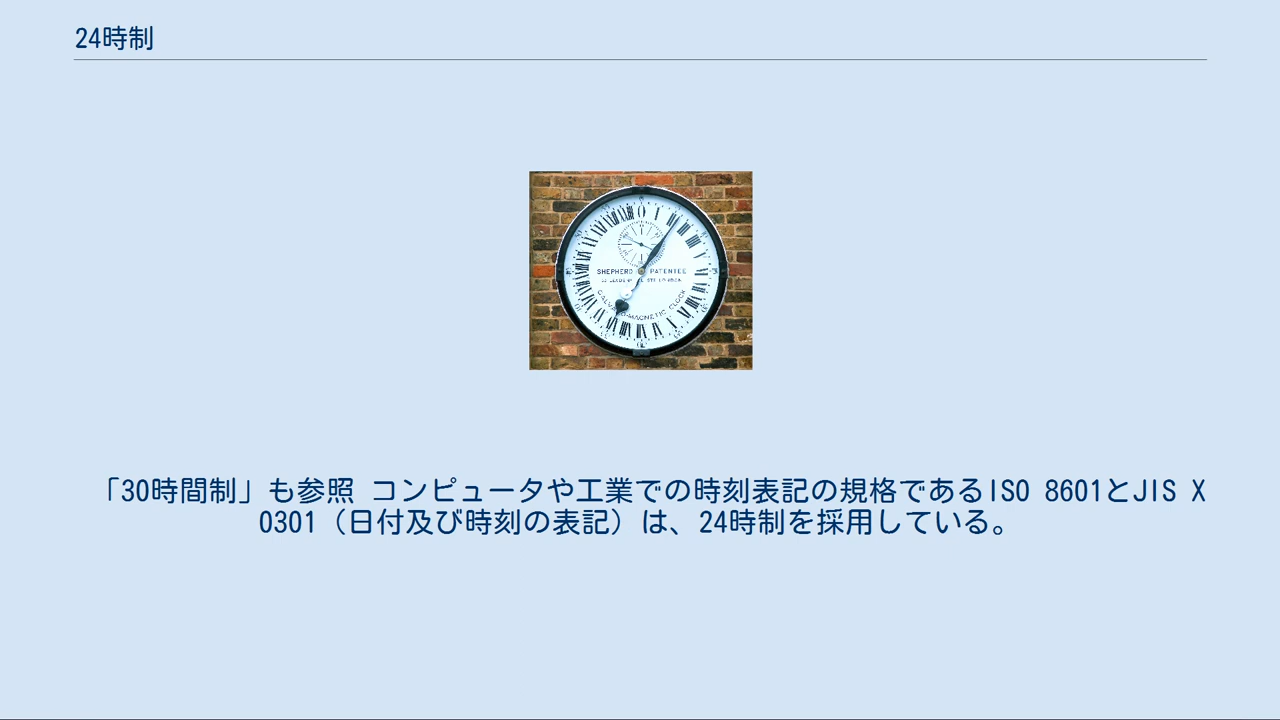 24時制
SHEPHERD PATENTEE
GALVANO-MAGNETIC CLOCK
「30時間制」も参照 コンピュータや工業での時刻表記の規格であるISO 8601とJIS X
0301（日付及び時刻の表記）は、24時制を採用している。